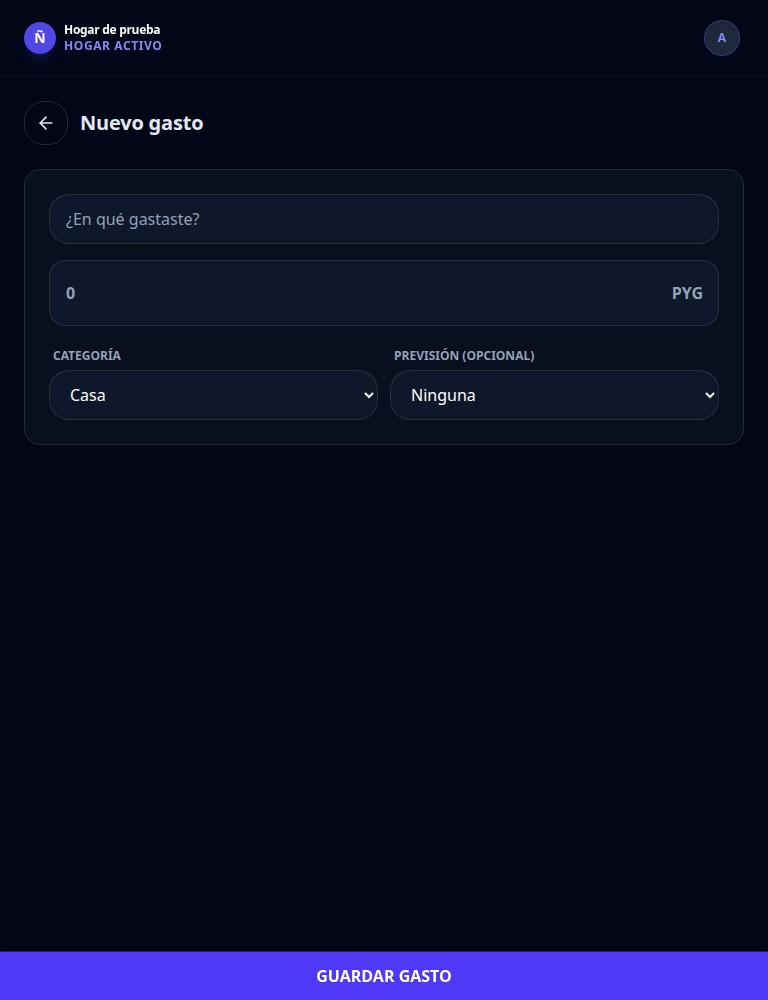 Ñ
Hogar de prueba
HOGAR ACTIVO
A
Nuevo gasto
¿En qué gastaste?
0 PYG
CATEGORÍA PREVISIÓN (OPCIONAL)
Casa Ninguna
GUARDAR GASTO